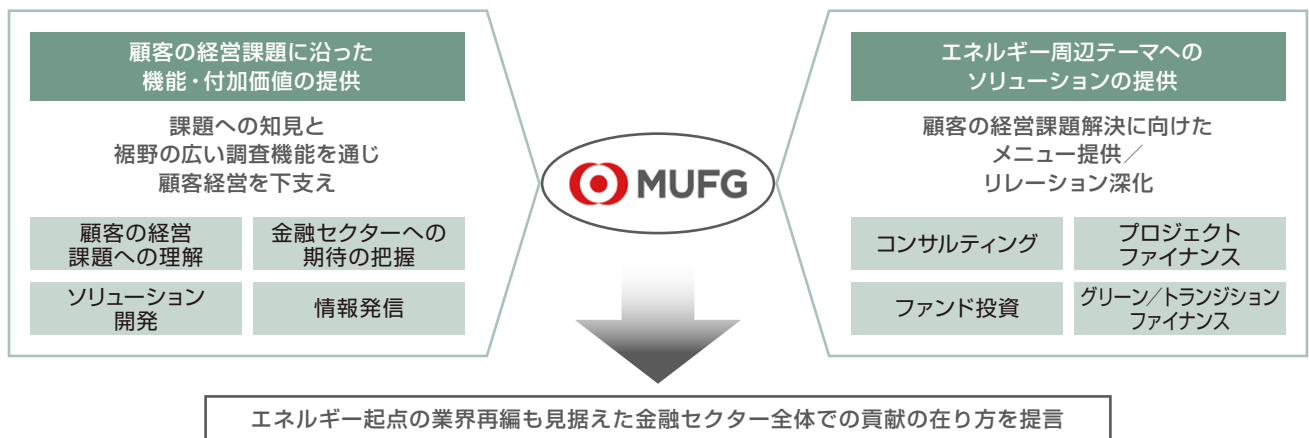 顧客の経営課題に沿った
機能・付加価値の提供
課題への知見と
裾野の広い調査機能を通じ
顧客経営を下支え
顧客の経営
課題への理解
金融セクターへの
期待の把握
ソリューション
開発
情報発信
MUFG
エネルギー周辺テーマへの
ソリューションの提供
顧客の経営課題解決に向けた
メニュー提供／
リレーション深化
コンサルティング
プロジェクト
ファイナンス
ファンド投資
グリーン／トランジション
ファイナンス
エネルギー起点の業界再編も見据えた金融セクター全体での貢献の在り方を提言